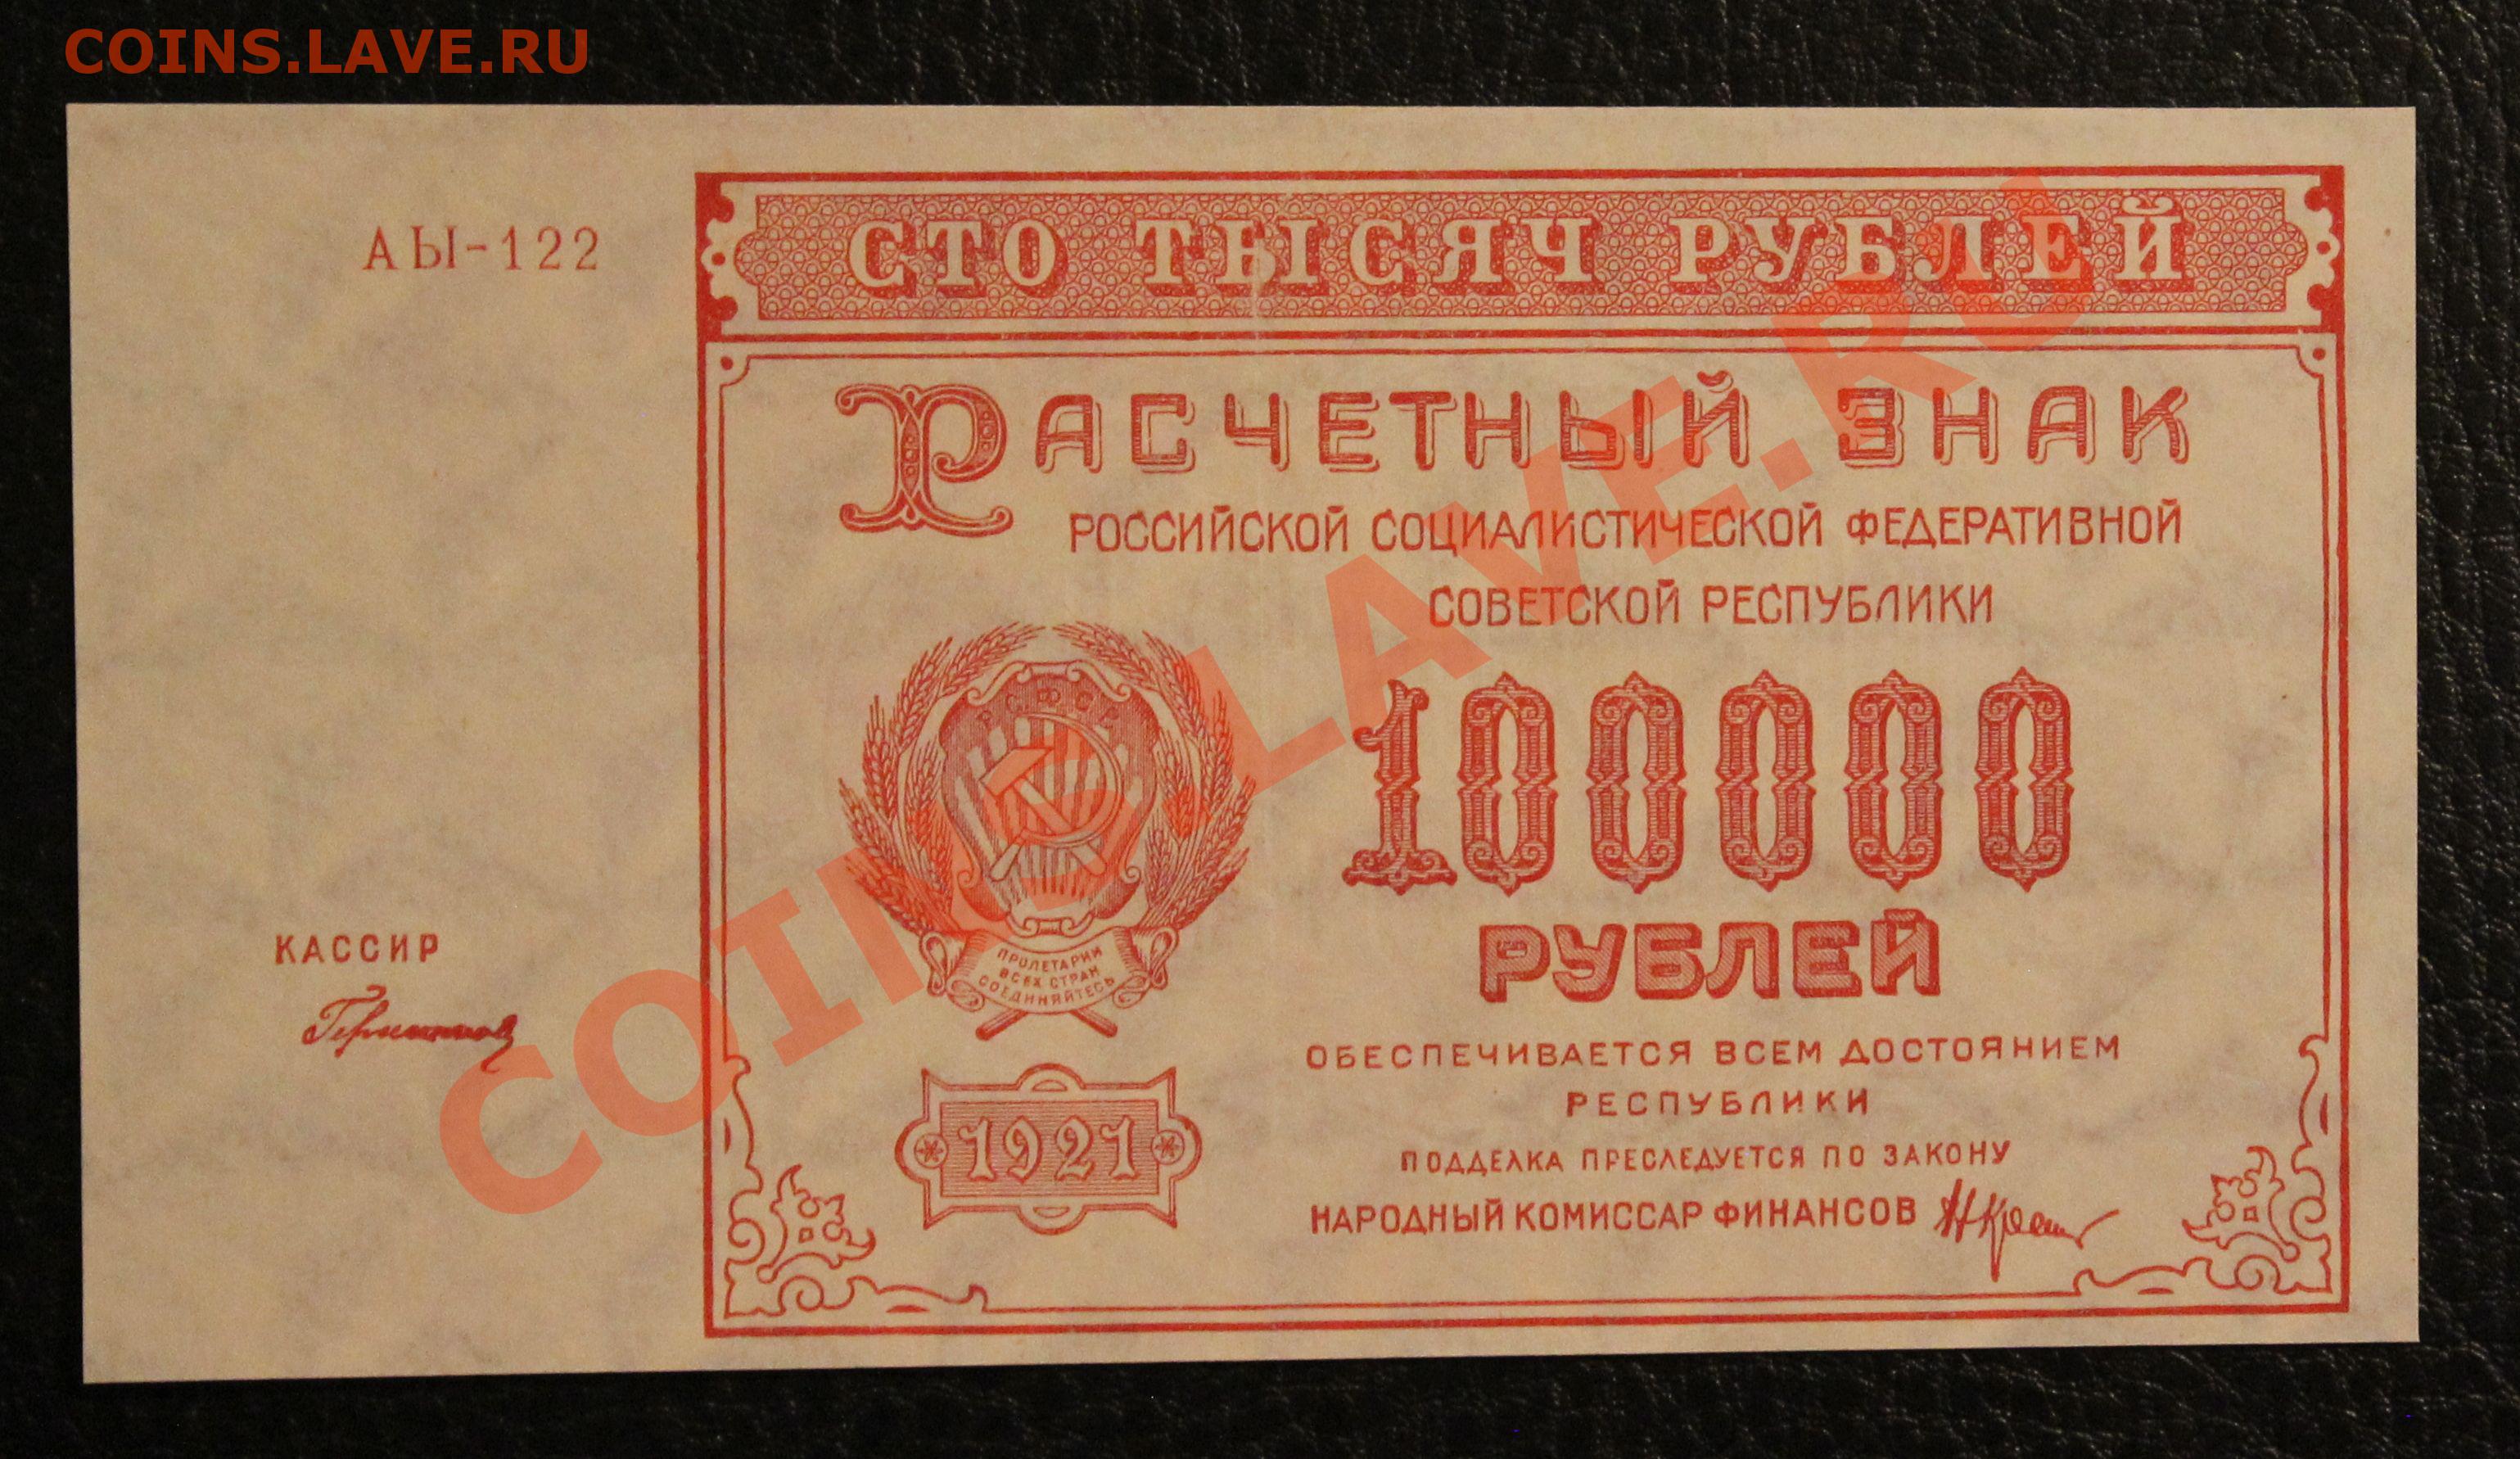 COINS.LAVE.RU
АЫ-122
СТО ТЫСЯЧ РУБЛЕЙ
РАСЧЕТНЫЙ ЗНАК
РОССИЙСКОЙ СОЦИАЛИСТИЧЕСКОЙ ФЕДЕРАТИВНОЙ
СОВЕТСКОЙ РЕСПУБЛИКИ
РСФСР
ПРОЛЕТАРИИ
ВСЕХ СТРАН
СОЕДИНЯЙТЕСЬ
100000
РУБЛЕЙ
КАССИР
1921
ОБЕСПЕЧИВАЕТСЯ ВСЕМ ДОСТОЯНИЕМ
РЕСПУБЛИКИ
ПОДДЕЛКА ПРЕСЛЕДУЕТСЯ ПО ЗАКОНУ
НАРОДНЫЙ КОМИССАР ФИНАНСОВ
COINS.LAVE.RU